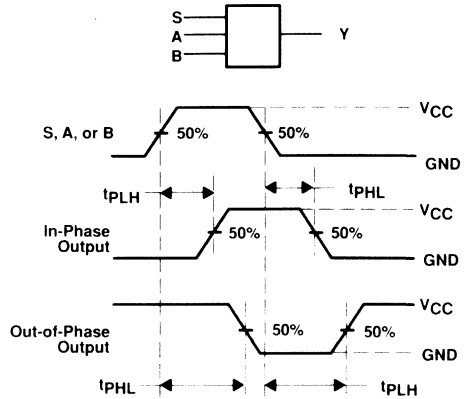 S
A
B
Y
S, A, or B
50%
50%
VCC
GND
tPLH
tPHL
In-Phase
Output
50%
50%
VCC
GND
Out-of-Phase
Output
50%
50%
VCC
GND
tPHL
tPLH